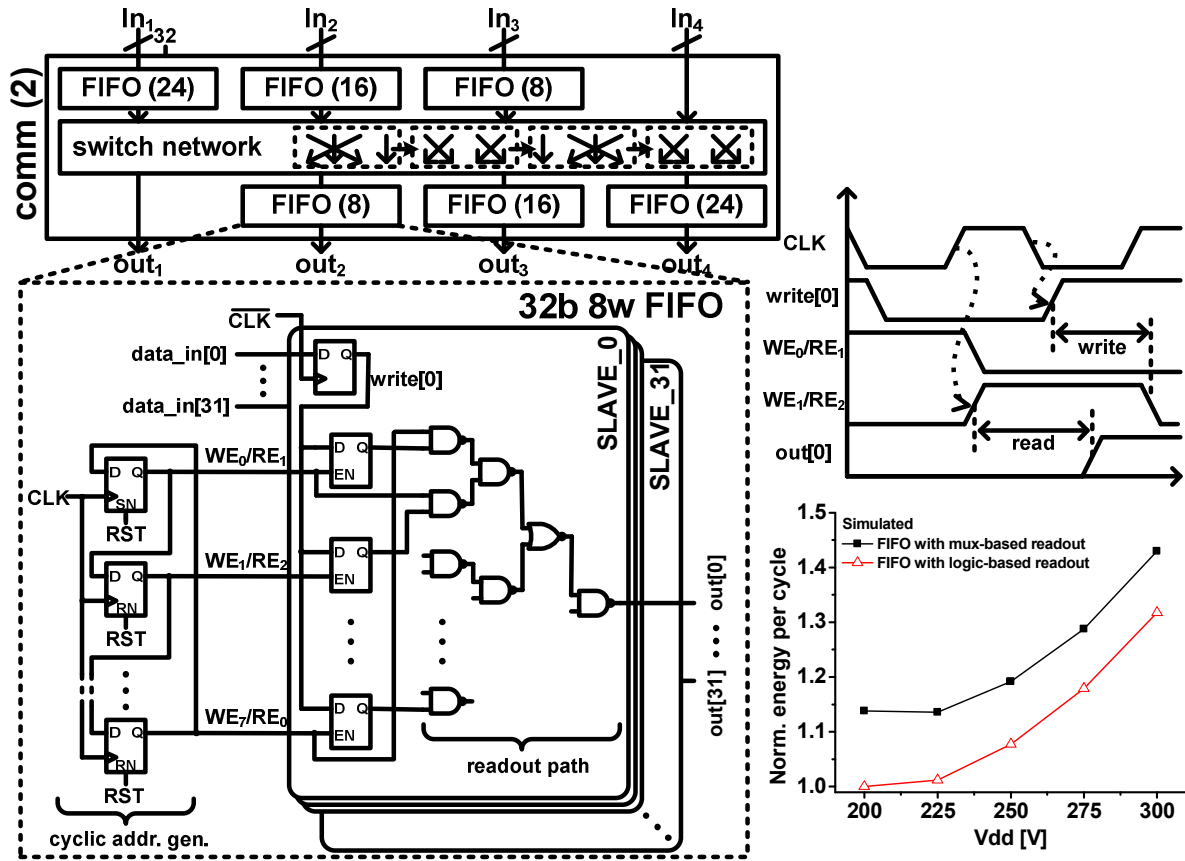 In1 In2 In3 In4
32
comm (2)
FIFO (24) FIFO (16) FIFO (8)
switch network
FIFO (8) FIFO (16) FIFO (24)
out1 out2 out3 out4
32b 8w FIFO
CLK
data_in[0]
D Q
write[0]
data_in[31]
SLAVE_0
SLAVE_31
WE0/RE1
D Q
EN
CLK
D Q
SN
RST
WE1/RE2
D Q
EN
D Q
RN
RST
WE7/RE0
D Q
EN
D Q
RN
RST
out[0]
out[31]
readout path
cyclic addr. gen.
CLK
write[0]
write
WE0/RE1
WE1/RE2
read
out[0]
Simulated
FIFO with mux-based readout
FIFO with logic-based readout
Norm. energy per cycle
1.5
1.4
1.3
1.2
1.1
1.0
200 225 250 275 300
Vdd [V]